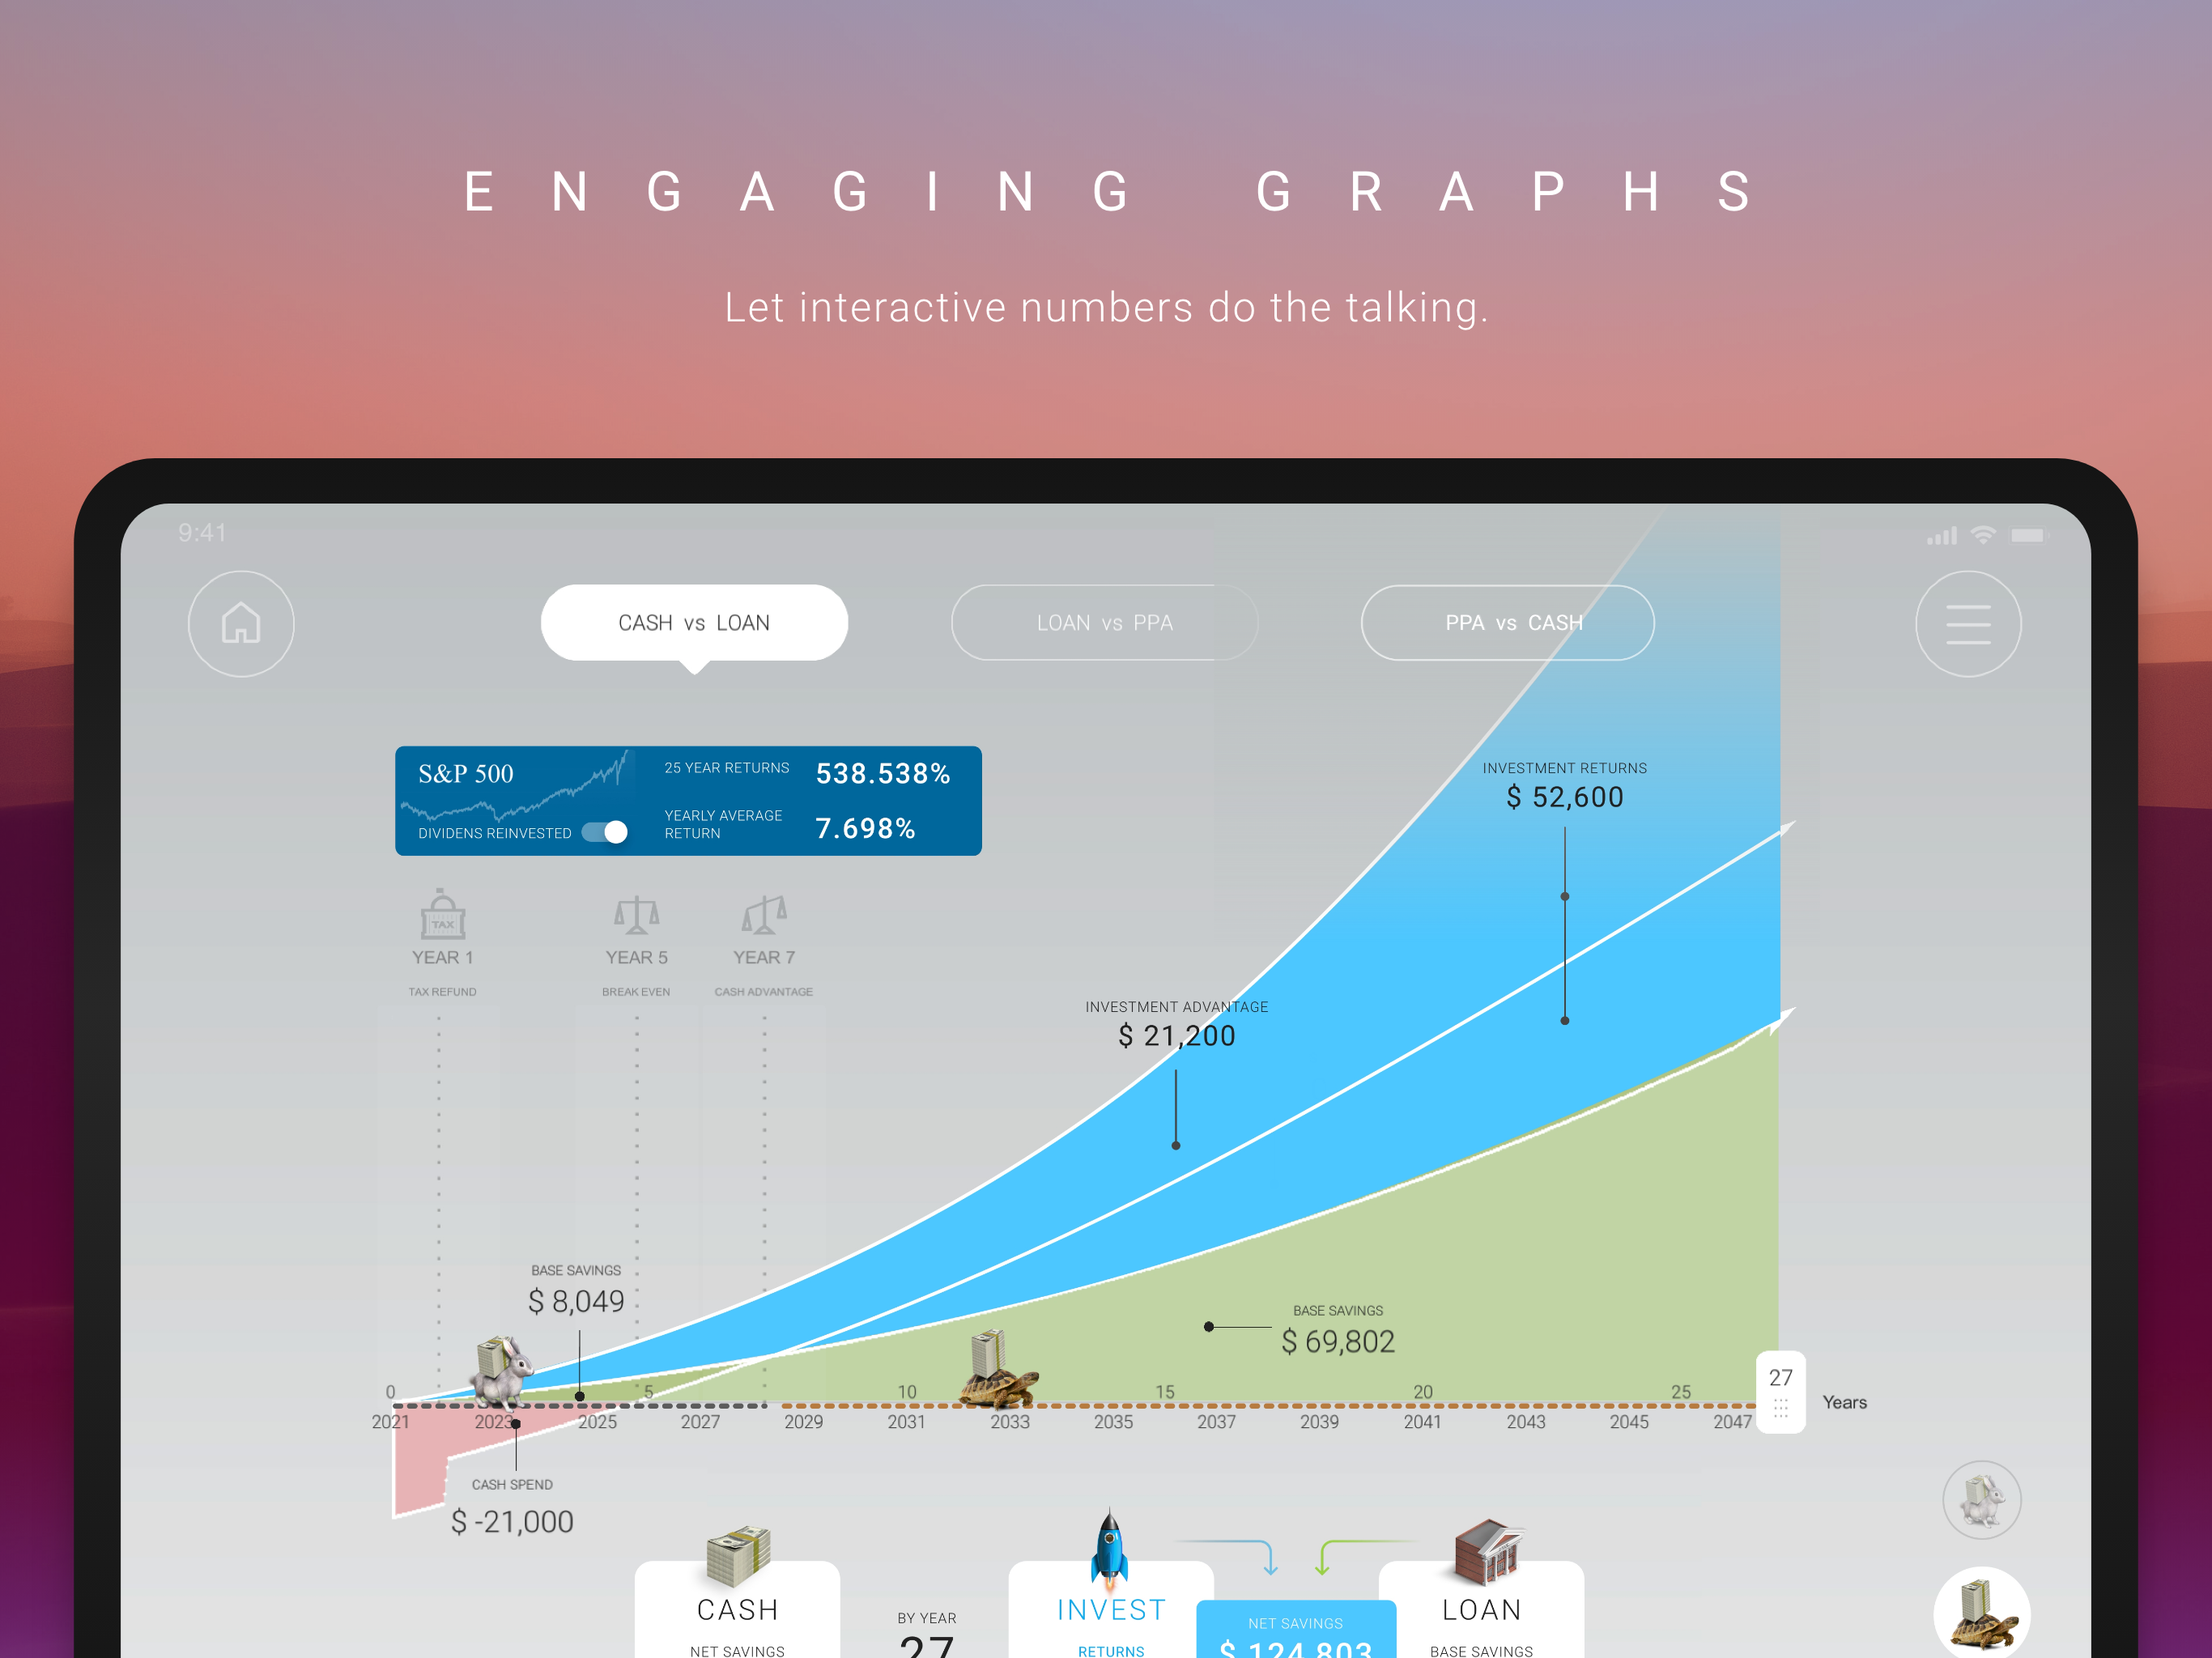 ENGAGING GRAPHS
Let interactive numbers do the talking.
9:41
CASH vs LOAN
LOAN vs PPA
PPA vs CASH
S&P 500
DIVIDENS REINVESTED
25 YEAR RETURNS
538.538%
YEARLY AVERAGE
RETURN
7.698%
INVESTMENT RETURNS
$ 52,600
TAX
YEAR 1
TAX REFUND
YEAR 5
BREAK EVEN
YEAR 7
CASH ADVANTAGE
INVESTMENT ADVANTAGE
$ 21,200
BASE SAVINGS
$ 8,049
BASE SAVINGS
$ 69,802
0 5 10 15 20 25
27
Years
2021 2023 2025 2027 2029 2031 2033 2035 2037 2039 2041 2043 2045 2047
CASH SPEND
$ -21,000
CASH
NET SAVINGS
BY YEAR
27
INVEST
RETURNS
NET SAVINGS
$ 124,803
LOAN
BASE SAVINGS